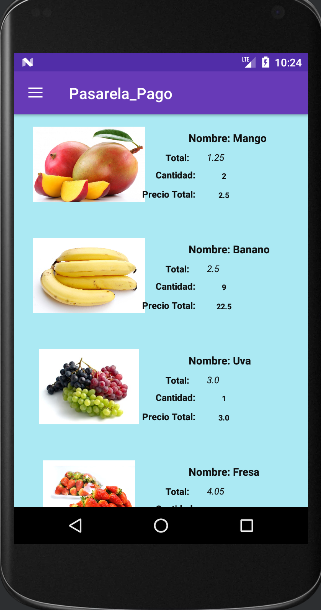 LTE 10:24
Pasarela_Pago
Nombre: Mango
Total: 1.25
Cantidad: 2
Precio Total: 2.5
Nombre: Banano
Total: 2.5
Cantidad: 9
Precio Total: 22.5
Nombre: Uva
Total: 3.0
Cantidad: 1
Precio Total: 3.0
Nombre: Fresa
Total: 4.05